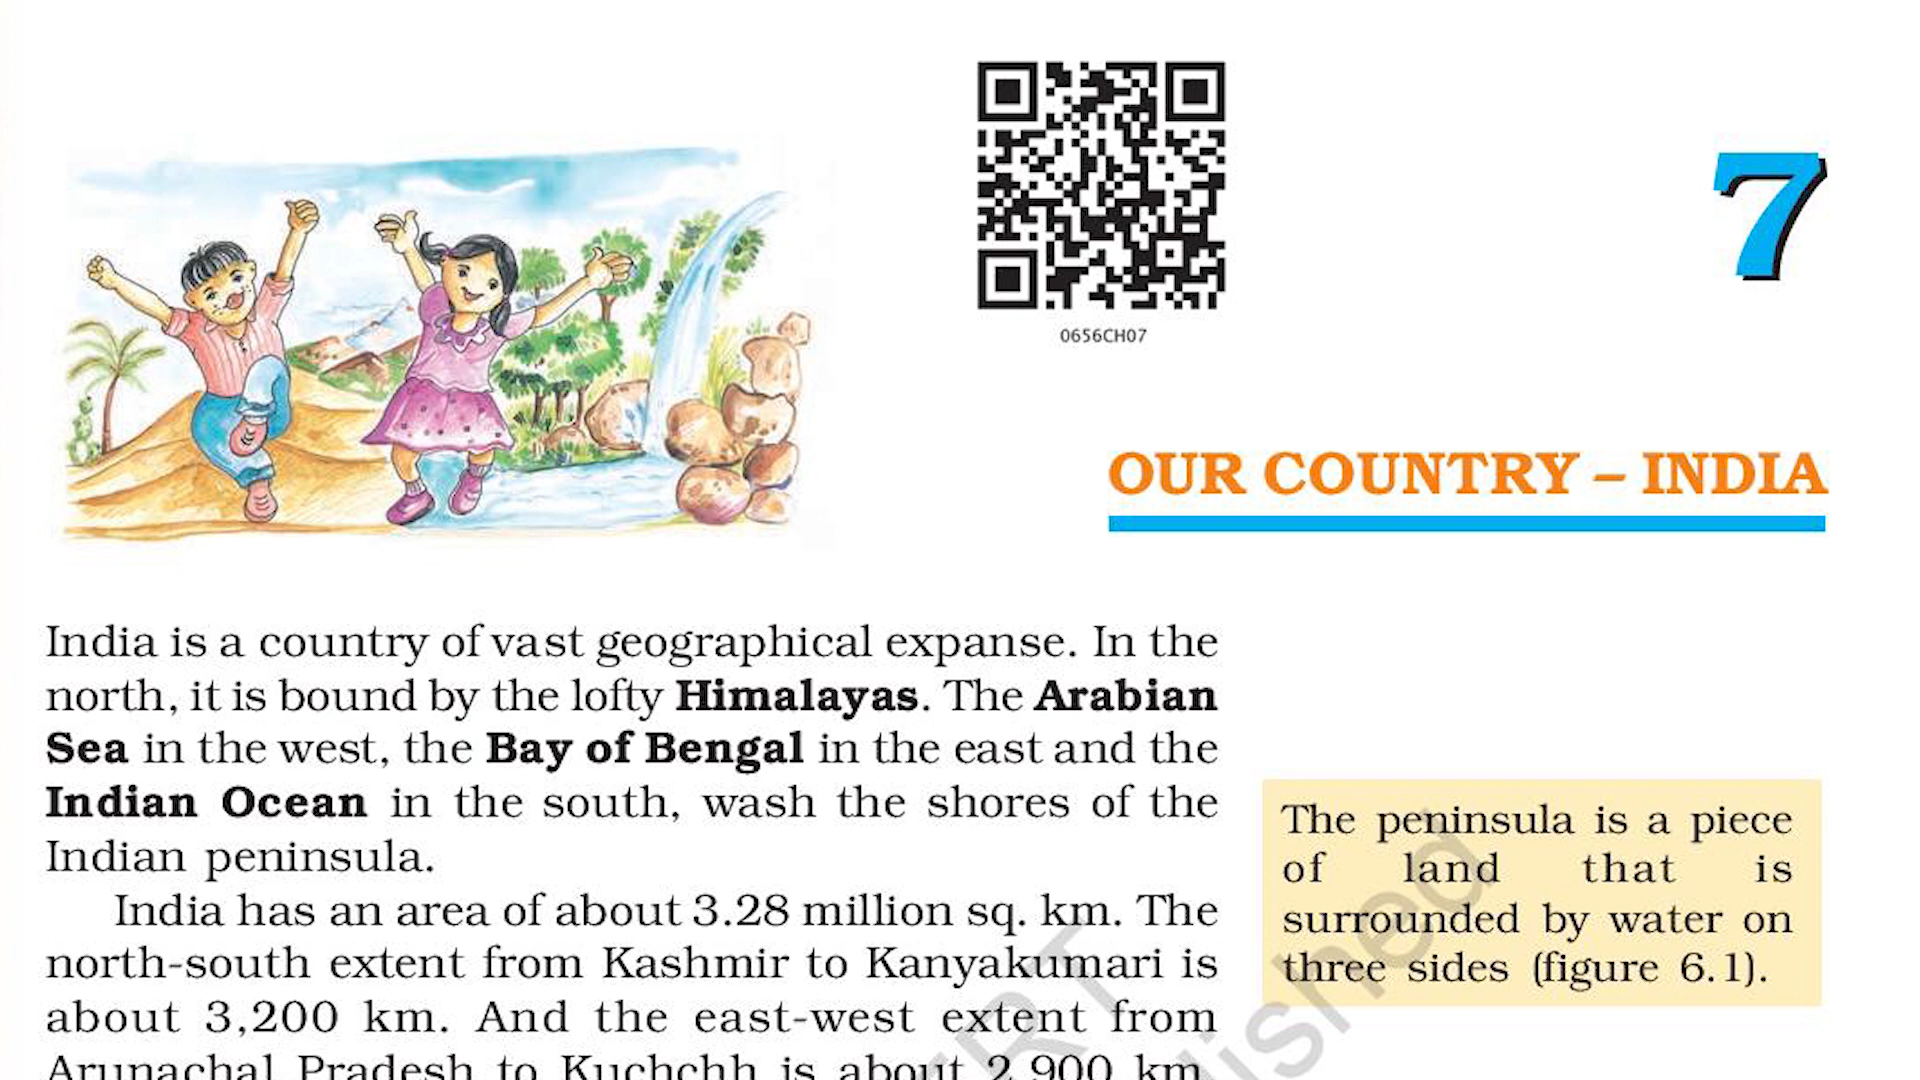 0656CH07
7
OUR COUNTRY – INDIA
India is a country of vast geographical expanse. In the
north, it is bound by the lofty Himalayas. The Arabian
Sea in the west, the Bay of Bengal in the east and the
Indian Ocean in the south, wash the shores of the
Indian peninsula.
India has an area of about 3.28 million sq. km. The
north-south extent from Kashmir to Kanyakumari is
about 3,200 km. And the east-west extent from
Arunachal Pradesh to Kuchchh is about 2,900 km.
The peninsula is a piece
of land that is
surrounded by water on
three sides (figure 6.1).